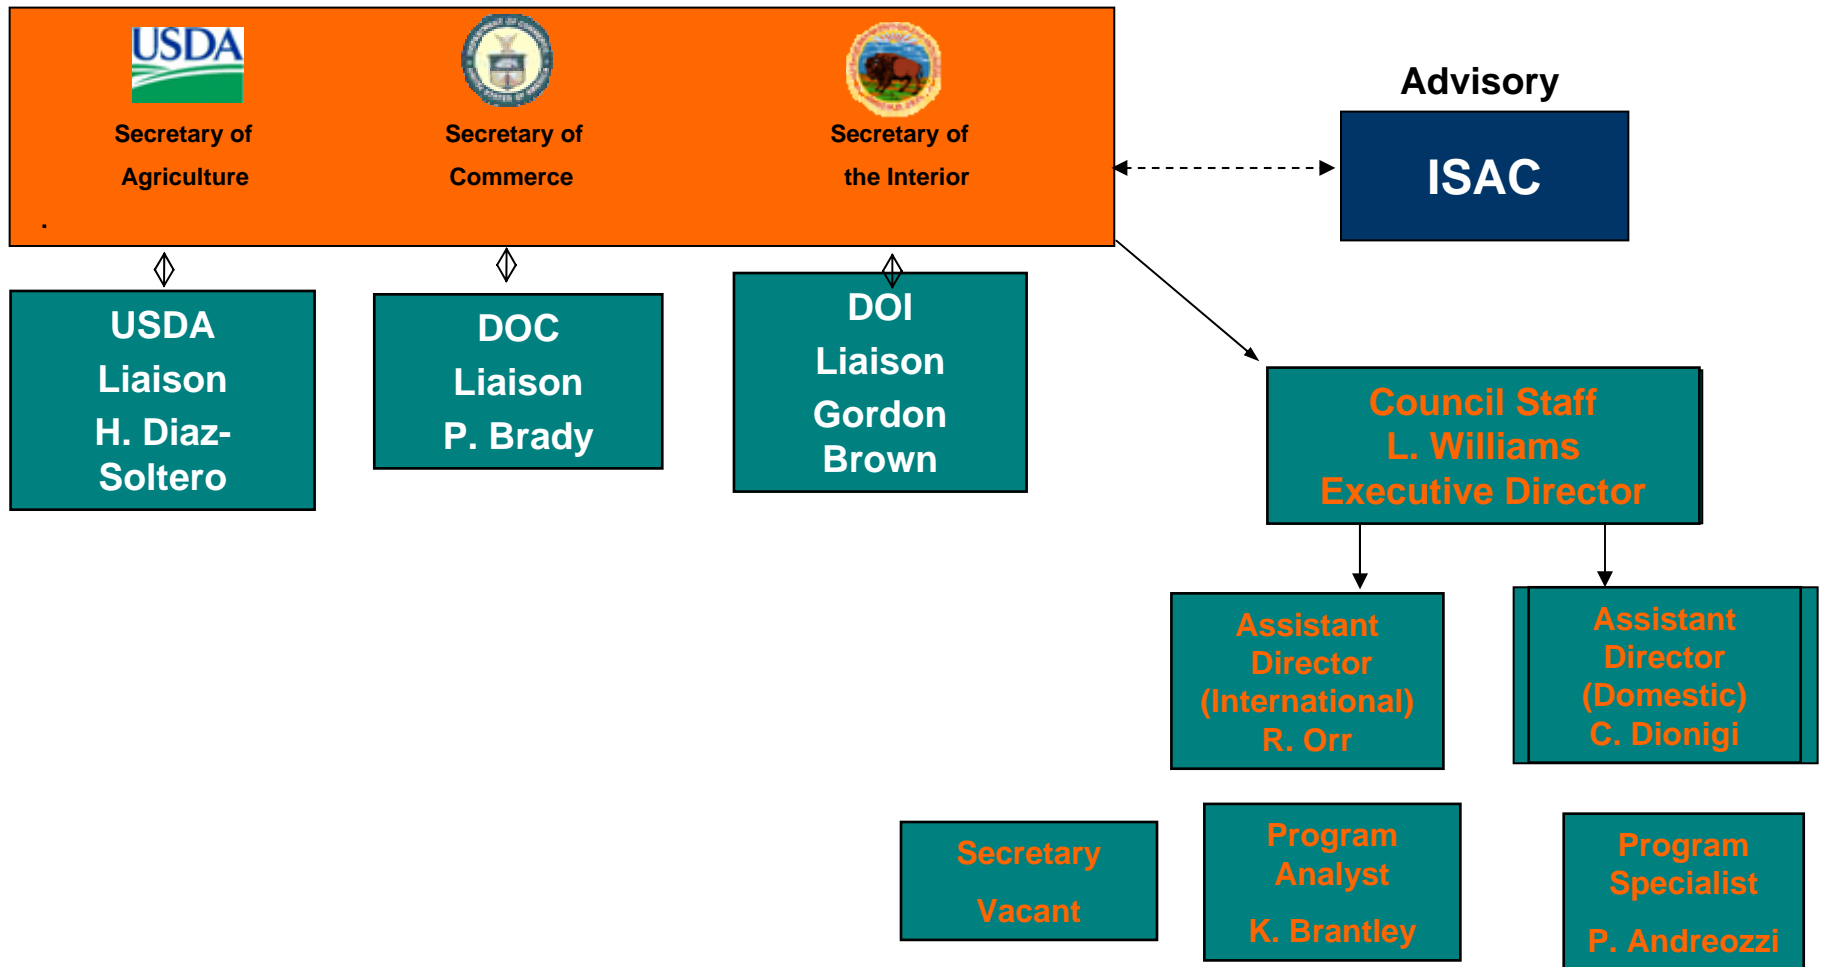 USDA
Secretary of
Agriculture
.
Secretary of
Commerce
Secretary of
the Interior
Advisory
ISAC
USDA
Liaison
H. Diaz-
Soltero
DOC
Liaison
P. Brady
DOI
Liaison
Gordon
Brown
Council Staff
L. Williams
Executive Director
Assistant
Director
(International)
R. Orr
Assistant
Director
(Domestic)
C. Dionigi
Secretary
Vacant
Program
Analyst
K. Brantley
Program
Specialist
P. Andreozzi